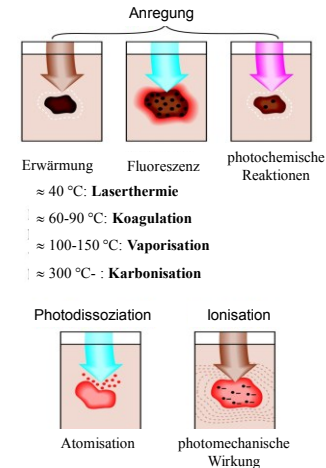 Anregung
Erwärmung
Fluoreszenz
photochemische
Reaktionen
≈ 40 °C: Laserthermie
≈ 60-90 °C: Koagulation
≈ 100-150 °C: Vaporisation
≈ 300 °C- : Karbonisation
Photodissoziation
Ionisation
Atomisation
photomechanische
Wirkung